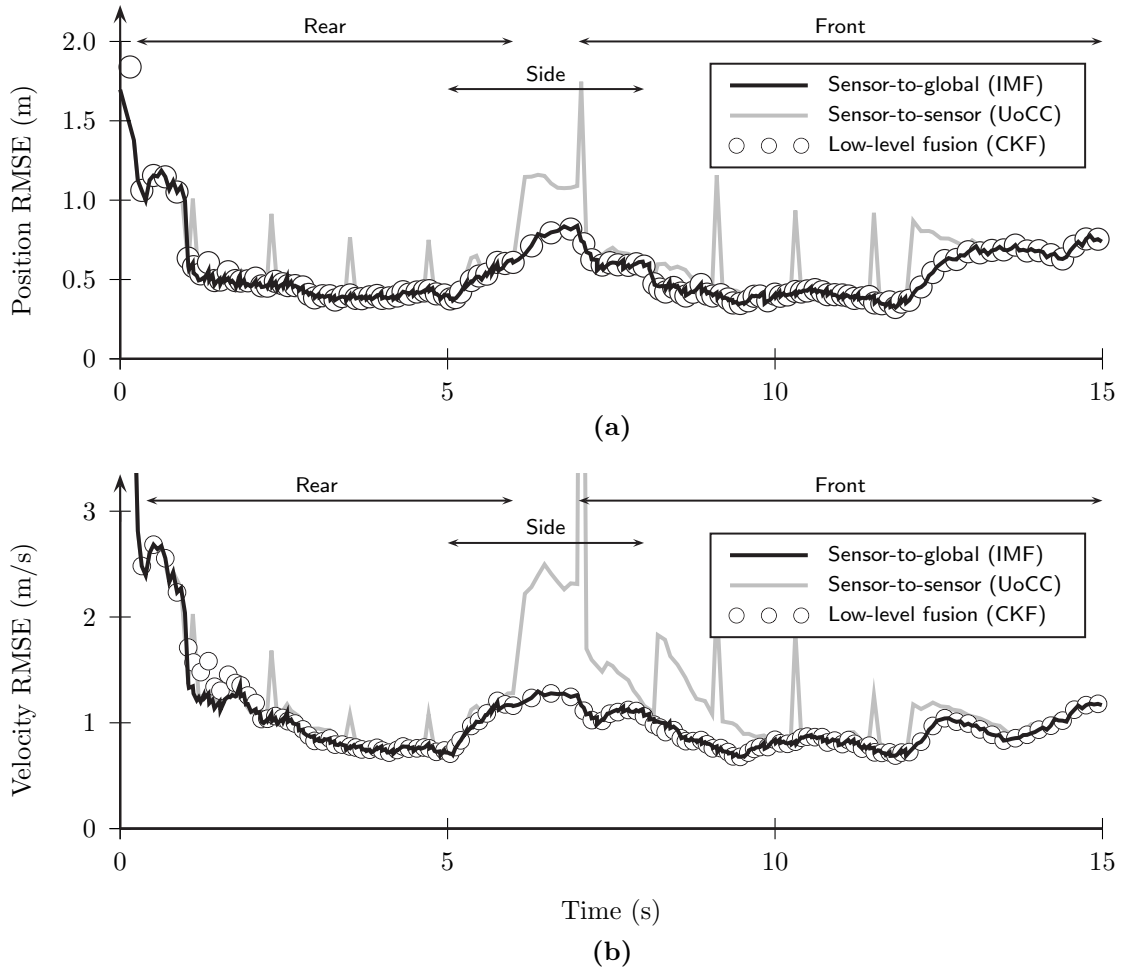 Position RMSE (m)
2.0
1.5
1.0
0.5
0
Rear
Front
Side
Sensor-to-global (IMF)
Sensor-to-sensor (UoCC)
Low-level fusion (CKF)
0
5
10
15
(a)
Velocity RMSE (m/s)
3
2
1
0
Rear
Front
Side
Sensor-to-global (IMF)
Sensor-to-sensor (UoCC)
Low-level fusion (CKF)
0
5
10
15
Time (s)
(b)